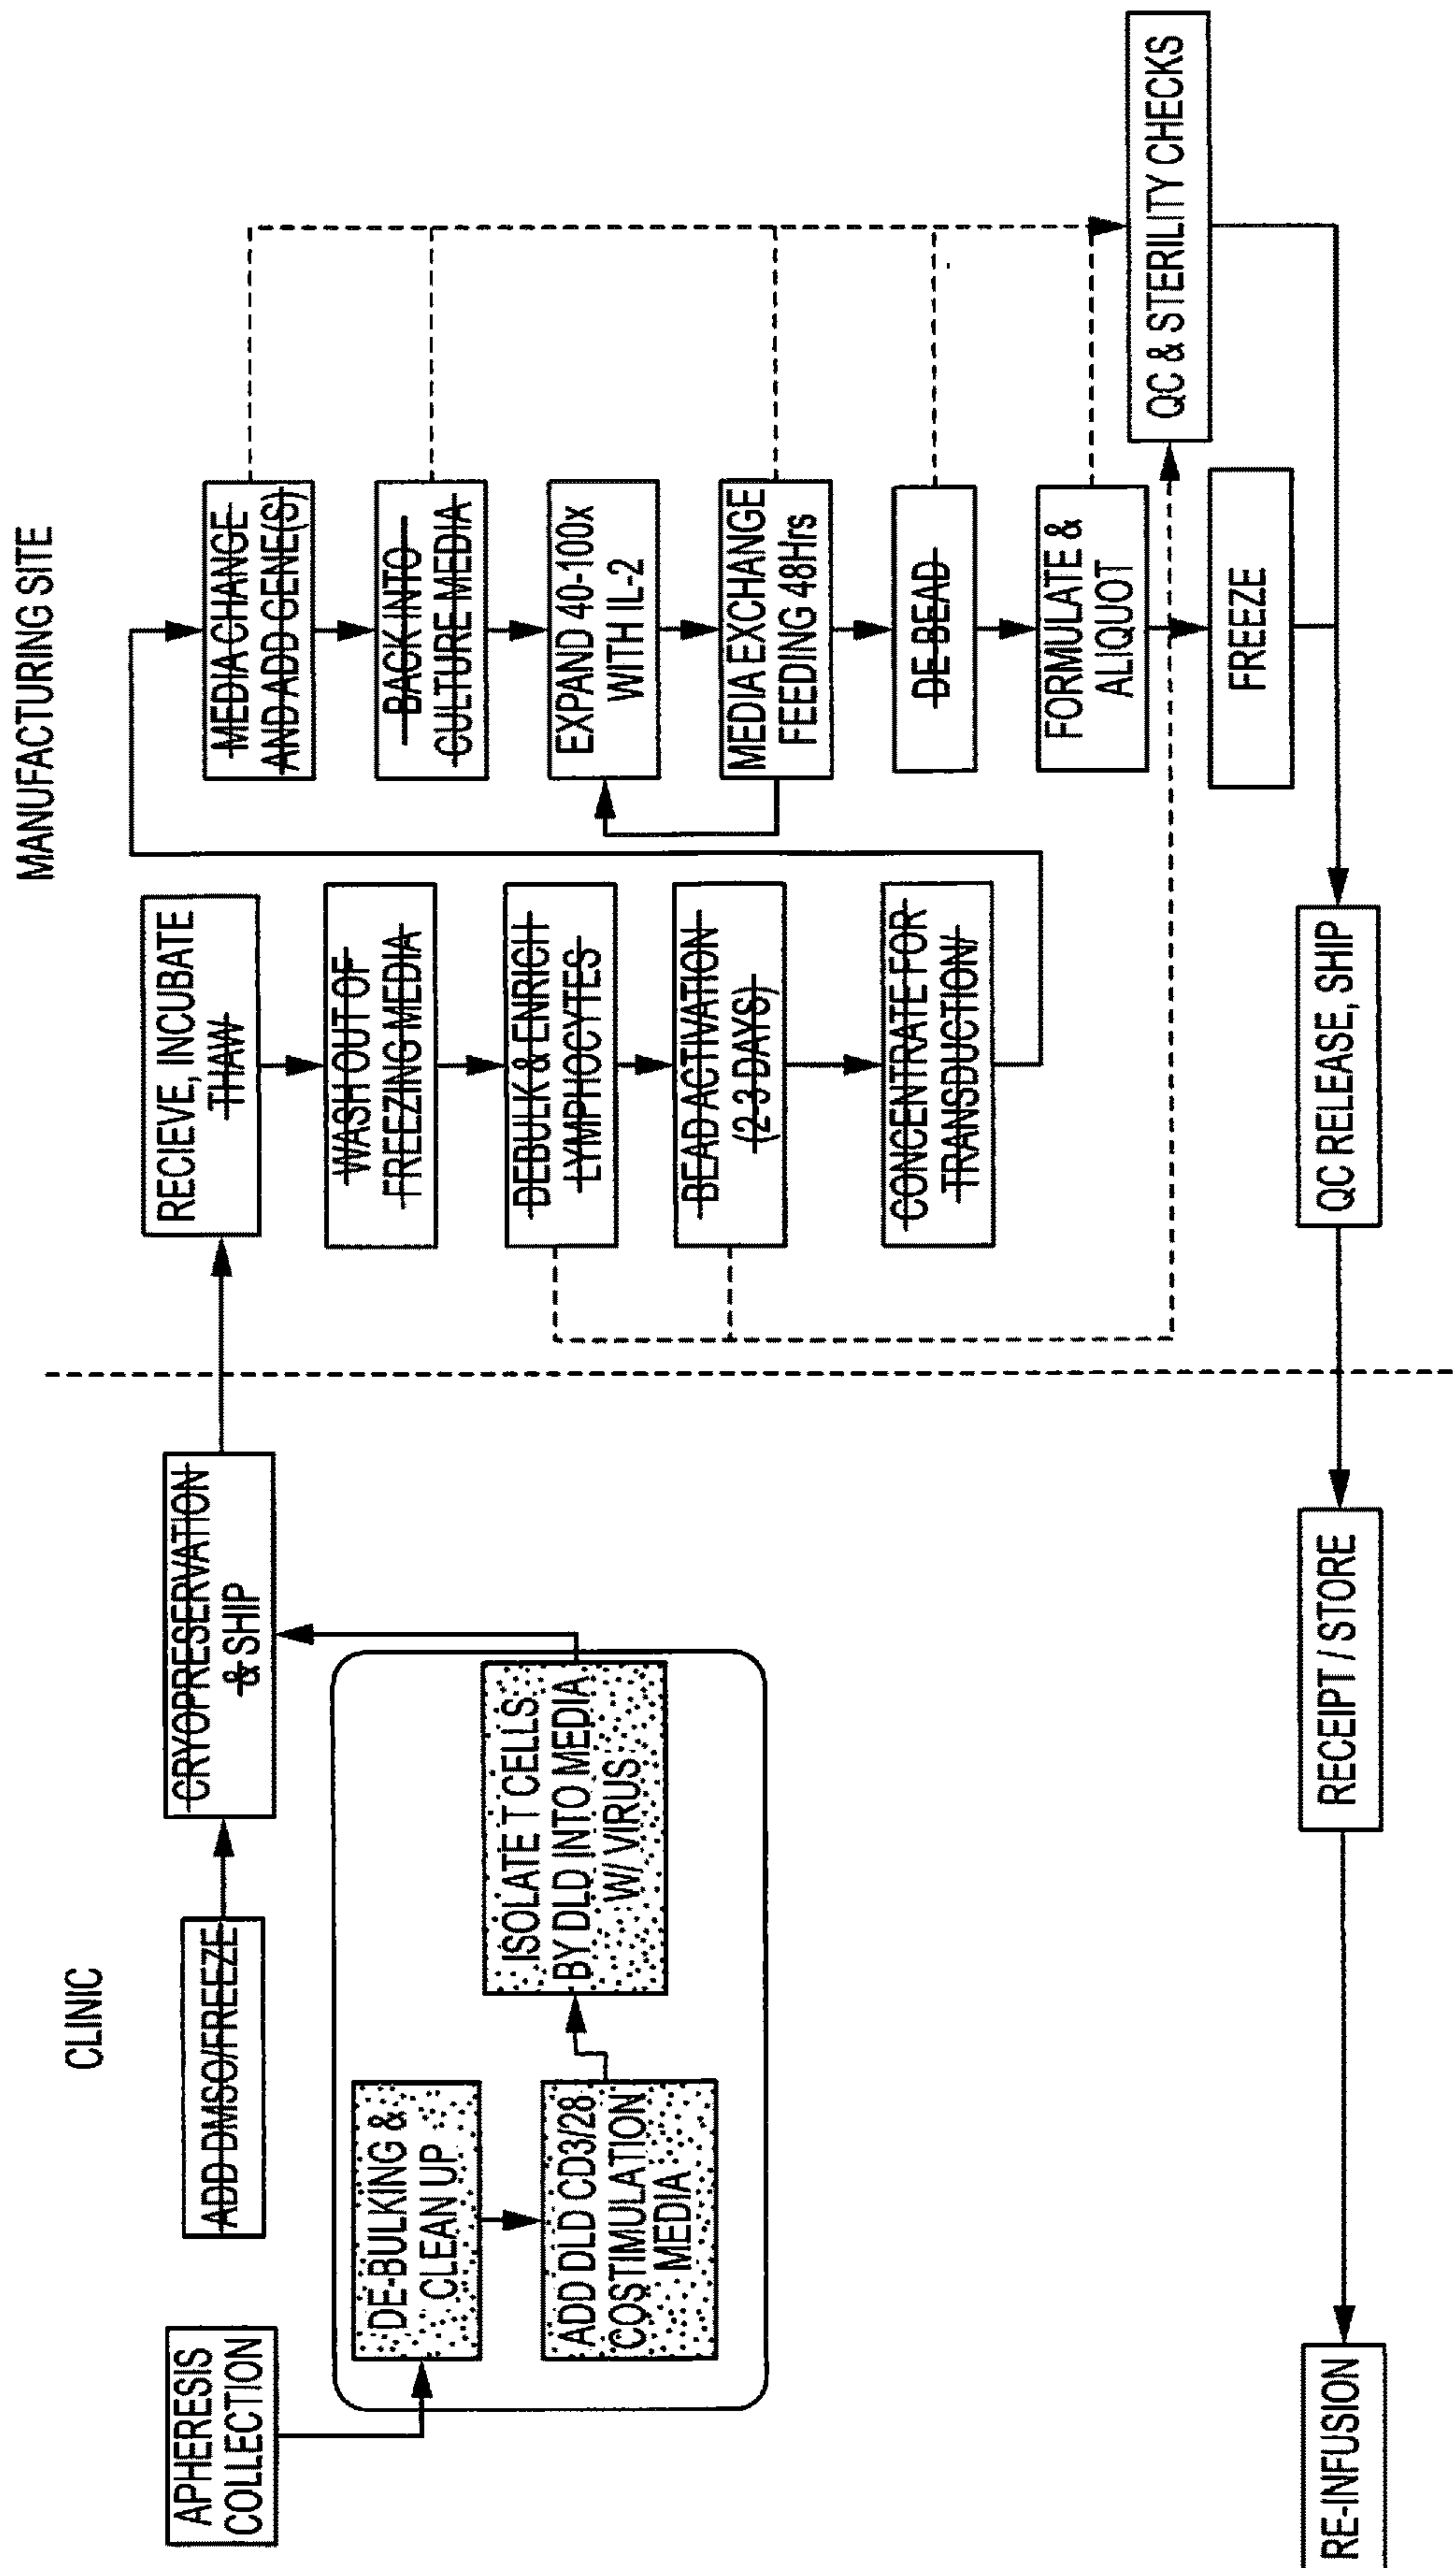 CLINIC
MANUFACTURING SITE
APHERESIS
COLLECTION
ADD DMSO/FREEZE
CRYOPRESERVATION
& SHIP
DE-BULKING &
CLEAN UP
ADD DLD CD3/28
COSTIMULATION
MEDIA
ISOLATE T CELLS
BY DLD INTO MEDIA
W/ VIRUS
RECIEVE, INCUBATE
THAW
WASH OUT OF
FREEZING MEDIA
DEBULK & ENRICH
LYMPHOCYTES
BEAD ACTIVATION
(2-3 DAYS)
CONCENTRATE FOR
TRANSDUCTION/
MEDIA CHANGE
AND ADD GENE(S)
BACK INTO
CULTURE MEDIA
EXPAND 40-100x
WITH IL-2
MEDIA EXCHANGE
FEEDING 48Hrs
DE-BEAD
FORMULATE &
ALIQUOT
FREEZE
QC & STERILITY CHECKS
QC RELEASE, SHIP
RECEIPT / STORE
RE-INFUSION